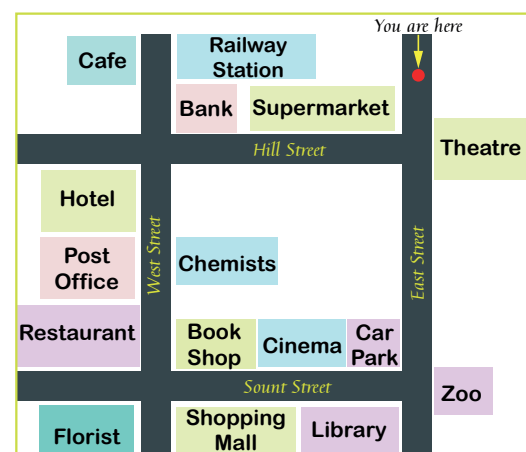 You are here
Cafe
Railway
Station
Bank
Supermarket
Hill Street
Theatre
Hotel
West Street
East Street
Post
Office
Chemists
Restaurant
Book
Shop
Cinema
Car
Park
Sount Street
Zoo
Florist
Shopping
Mall
Library